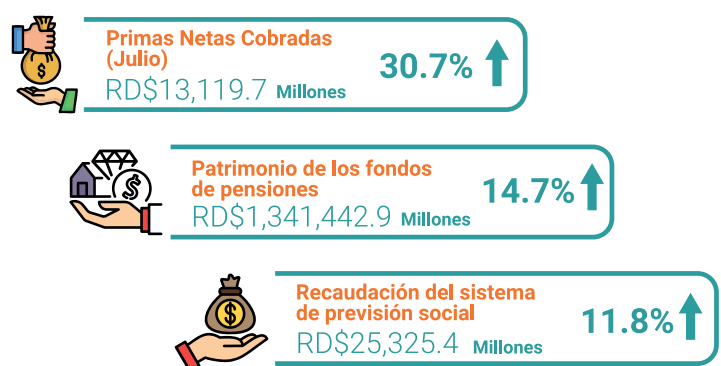 Primas Netas Cobradas
(Julio)
RD$13,119.7 Millones
30.7%
Patrimonio de los fondos
de pensiones
RD$1,341,442.9 Millones
14.7%
Recaudación del sistema
de previsión social
RD$25,325.4 Millones
11.8%